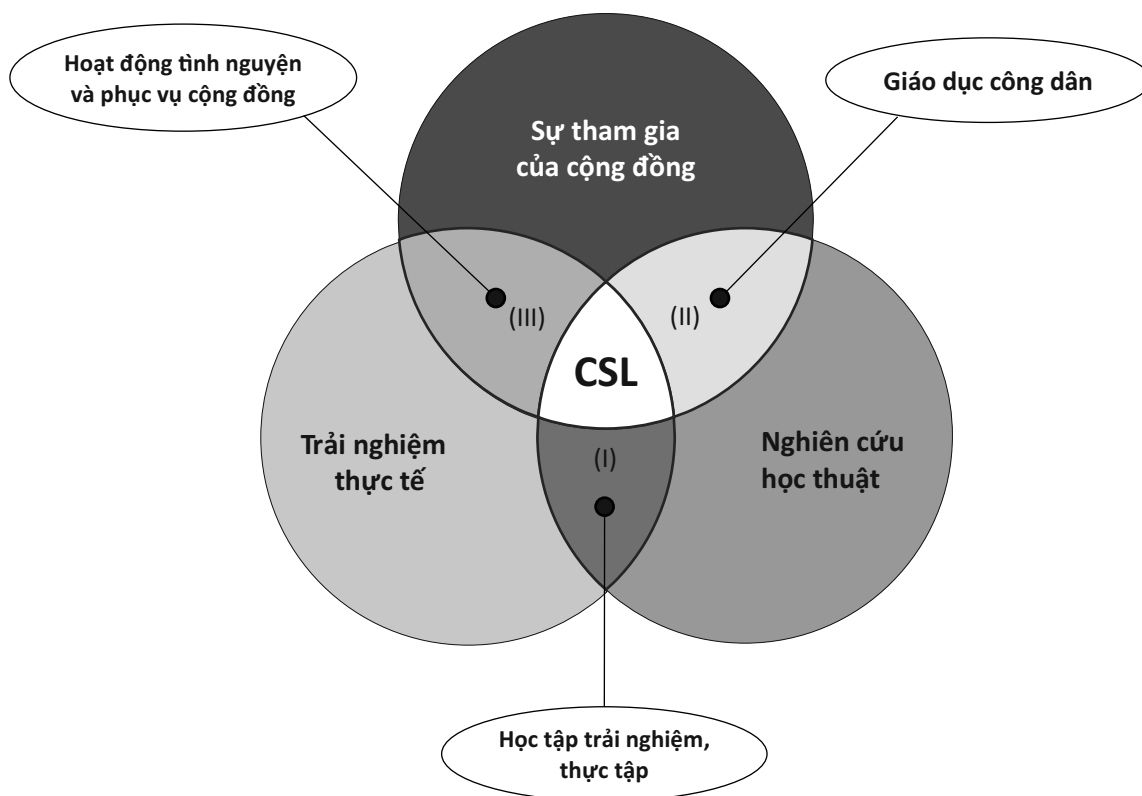 Hoạt động tình nguyện
và phục vụ cộng đồng
Giáo dục công dân
Sự tham gia
của cộng đồng
(III)
(II)
CSL
Trải nghiệm
thực tế
(I)
Nghiên cứu
học thuật
Học tập trải nghiệm,
thực tập